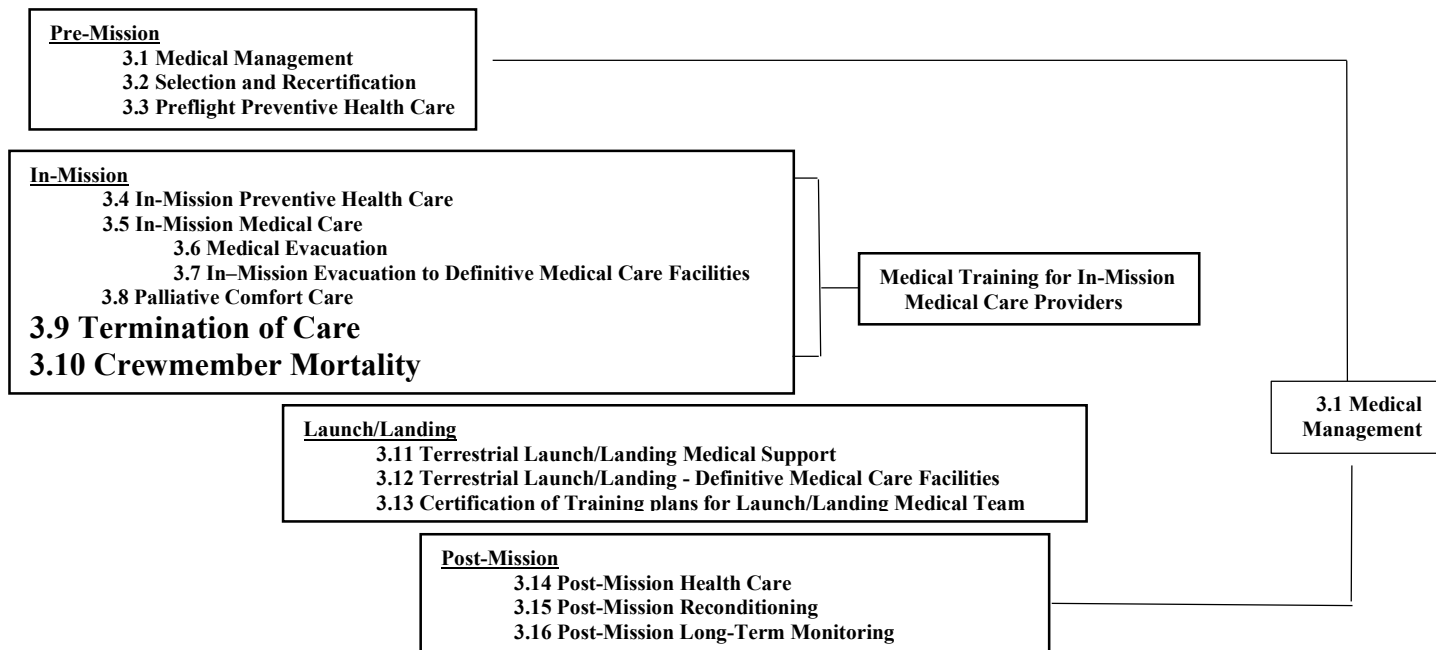 Pre-Mission
3.1 Medical Management
3.2 Selection and Recertification
3.3 Preflight Preventive Health Care
In-Mission
3.4 In-Mission Preventive Health Care
3.5 In-Mission Medical Care
3.6 Medical Evacuation
3.7 In–Mission Evacuation to Definitive Medical Care Facilities
3.8 Palliative Comfort Care
3.9 Termination of Care
3.10 Crewmember Mortality
Medical Training for In-Mission
Medical Care Providers
3.1 Medical
Management
Launch/Landing
3.11 Terrestrial Launch/Landing Medical Support
3.12 Terrestrial Launch/Landing - Definitive Medical Care Facilities
3.13 Certification of Training plans for Launch/Landing Medical Team
Post-Mission
3.14 Post-Mission Health Care
3.15 Post-Mission Reconditioning
3.16 Post-Mission Long-Term Monitoring